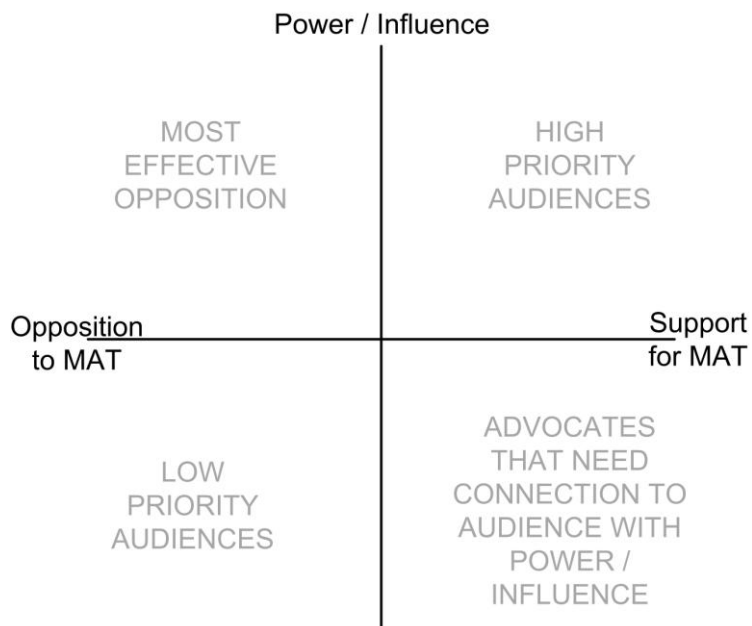 Power / Influence
MOST
EFFECTIVE
OPPOSITION
HIGH
PRIORITY
AUDIENCES
Opposition
to MAT
Support
for MAT
LOW
PRIORITY
AUDIENCES
ADVOCATES
THAT NEED
CONNECTION TO
AUDIENCE WITH
POWER /
INFLUENCE